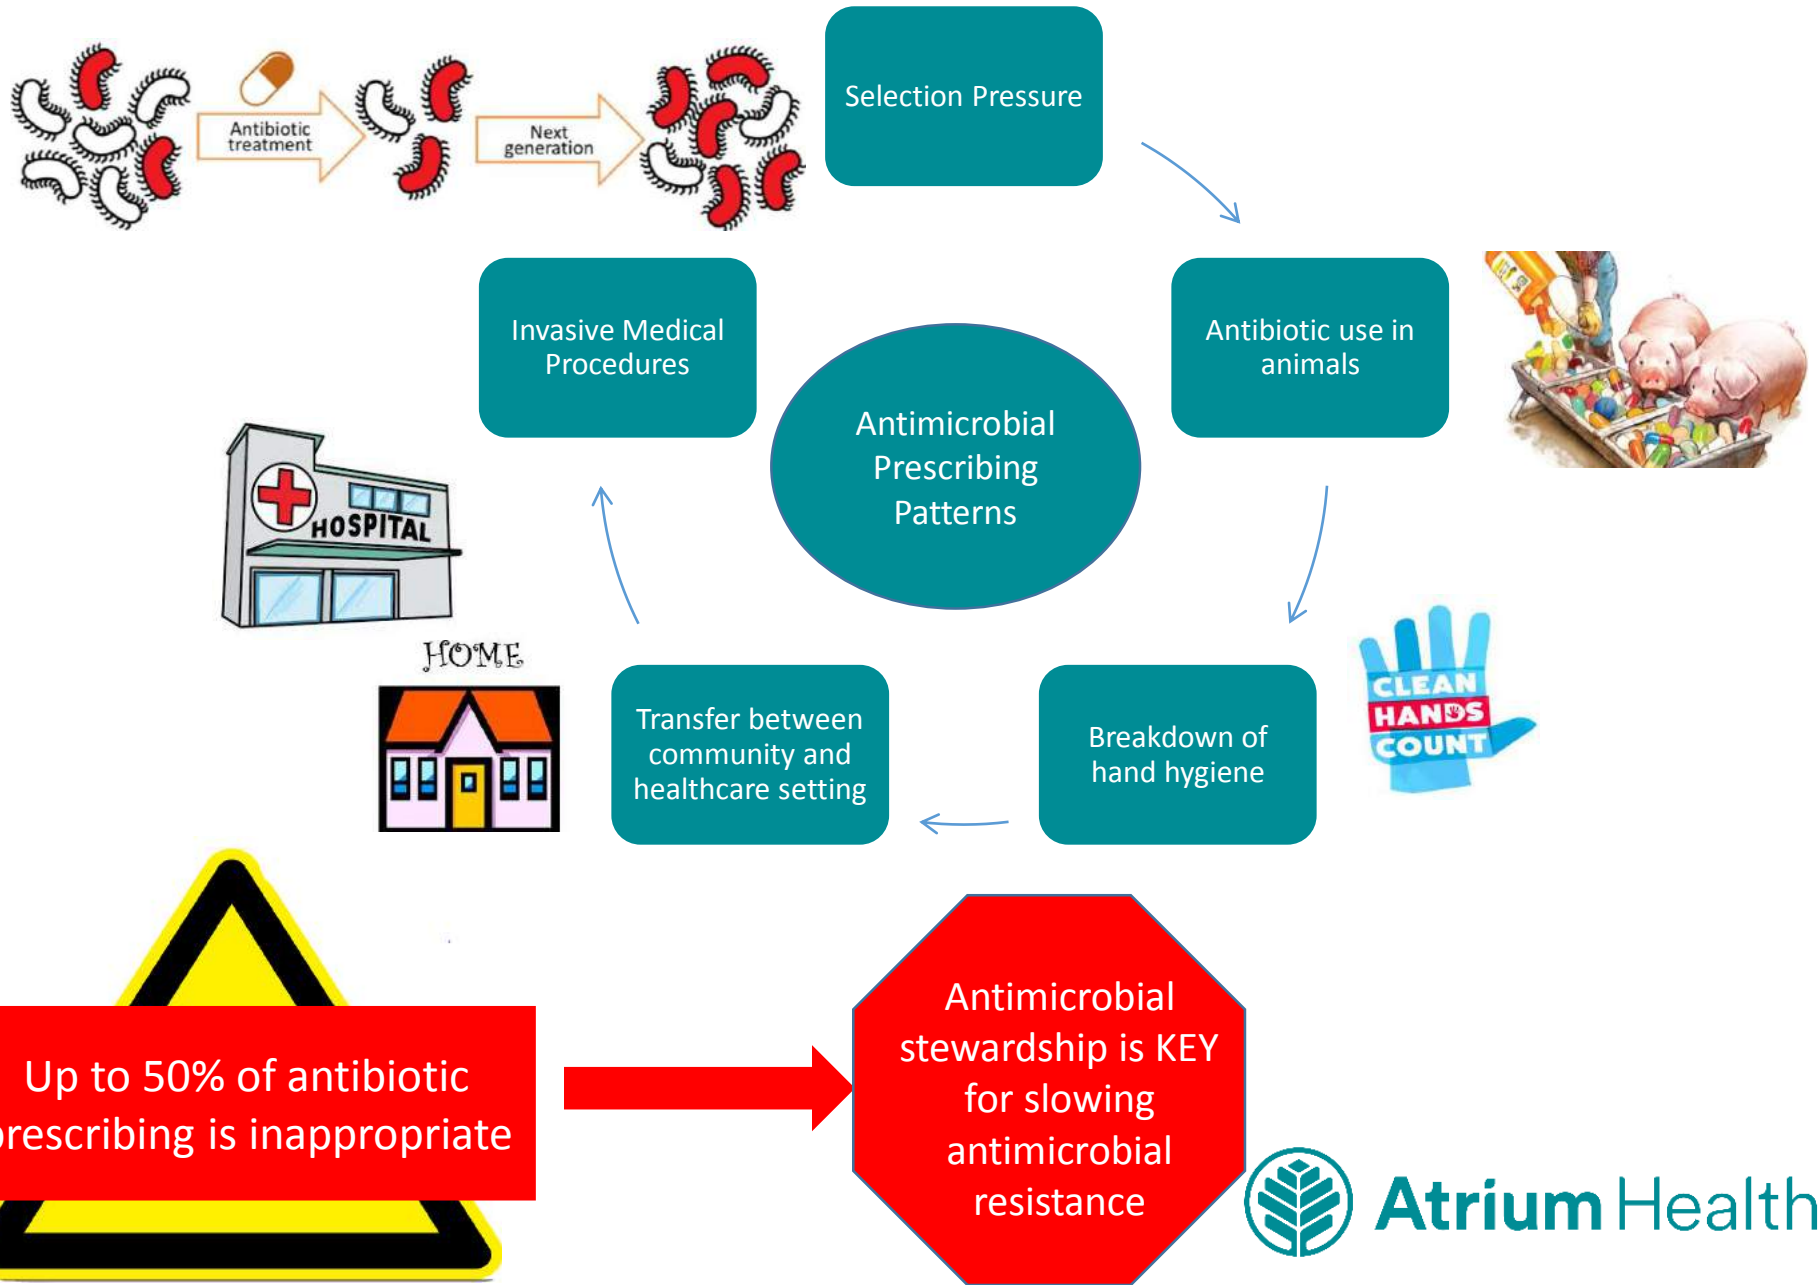 Antibiotic
treatment
Next
generation
Selection Pressure
Invasive Medical
Procedures
Antibiotic use in
animals
Antimicrobial
Prescribing
Patterns
HOSPITAL
HOME
Transfer between
community and
healthcare setting
Breakdown of
hand hygiene
CLEAN
HANDS
COUNT
Up to 50% of antibiotic
prescribing is inappropriate
Antimicrobial
stewardship is KEY
for slowing
antimicrobial
resistance
Atrium Health